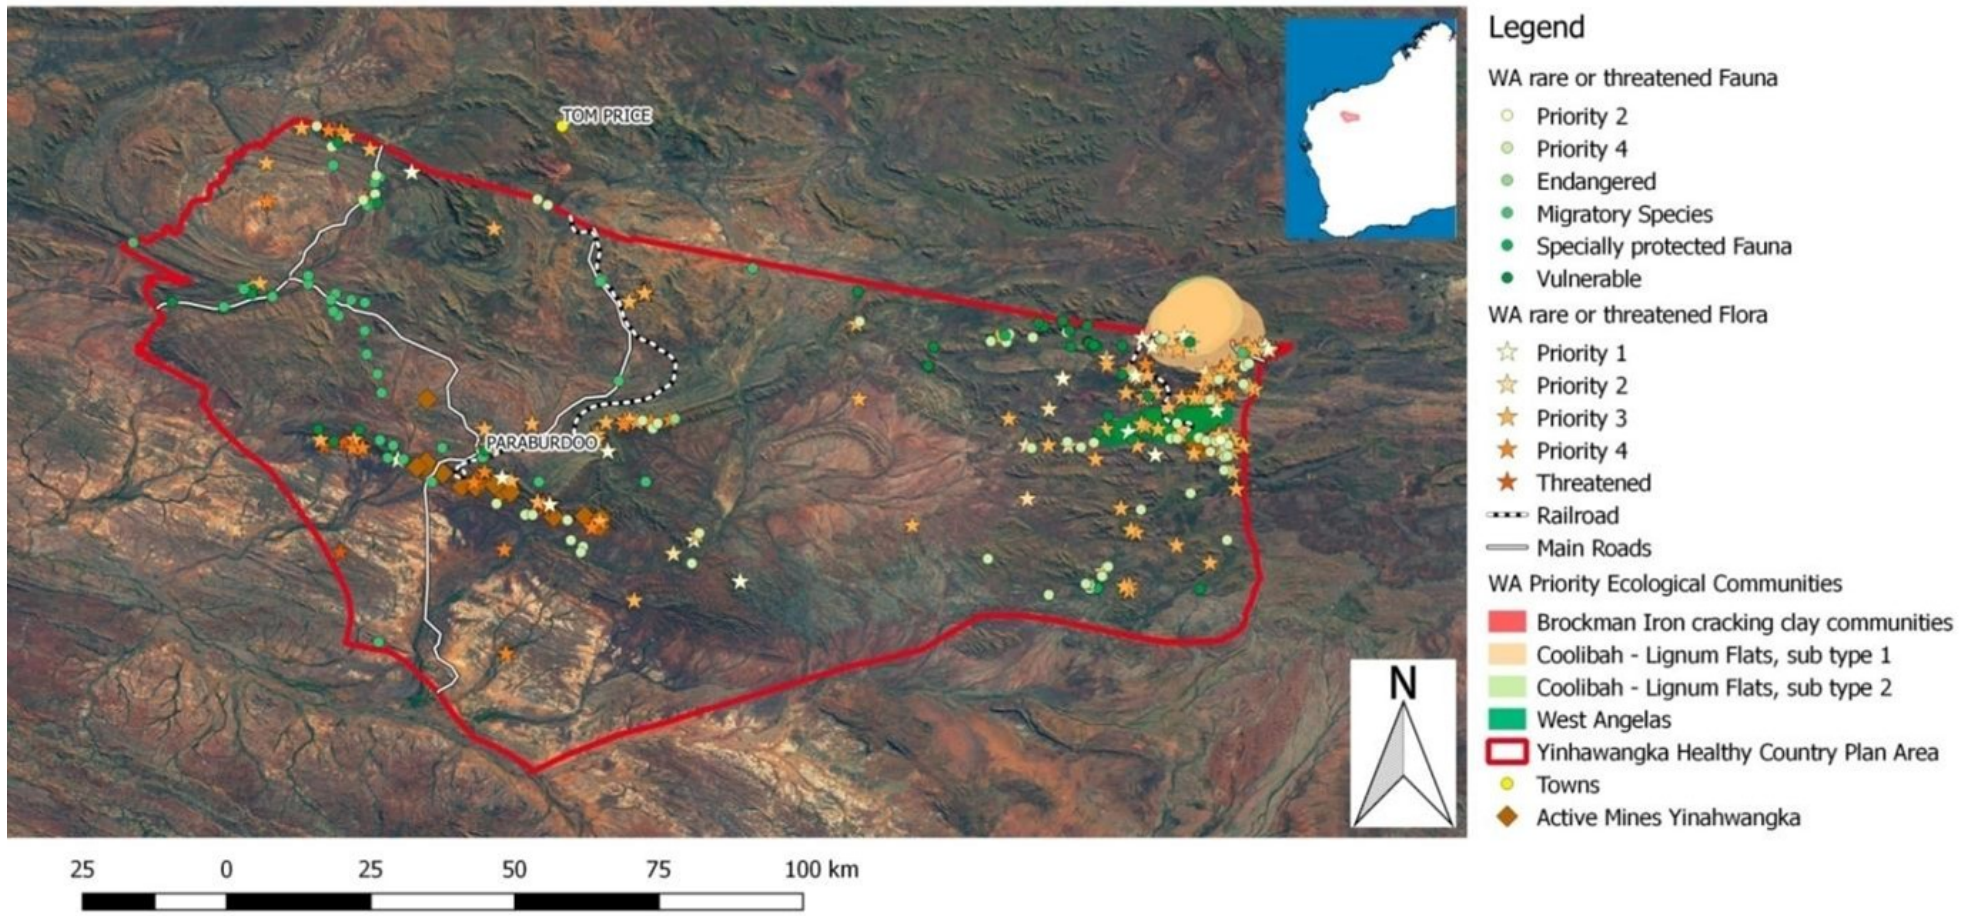 TOM PRICE
PARABURDOO
N
25 0 25 50 75 100 km
Legend
WA rare or threatened Fauna
Priority 2
Priority 4
Endangered
Migratory Species
Specially protected Fauna
Vulnerable
WA rare or threatened Flora
Priority 1
Priority 2
Priority 3
Priority 4
Threatened
Railroad
Main Roads
WA Priority Ecological Communities
Brockman Iron cracking clay communities
Coolibah - Lignum Flats, sub type 1
Coolibah - Lignum Flats, sub type 2
West Angelas
Yinhawangka Healthy Country Plan Area
Towns
Active Mines Yinahwangka